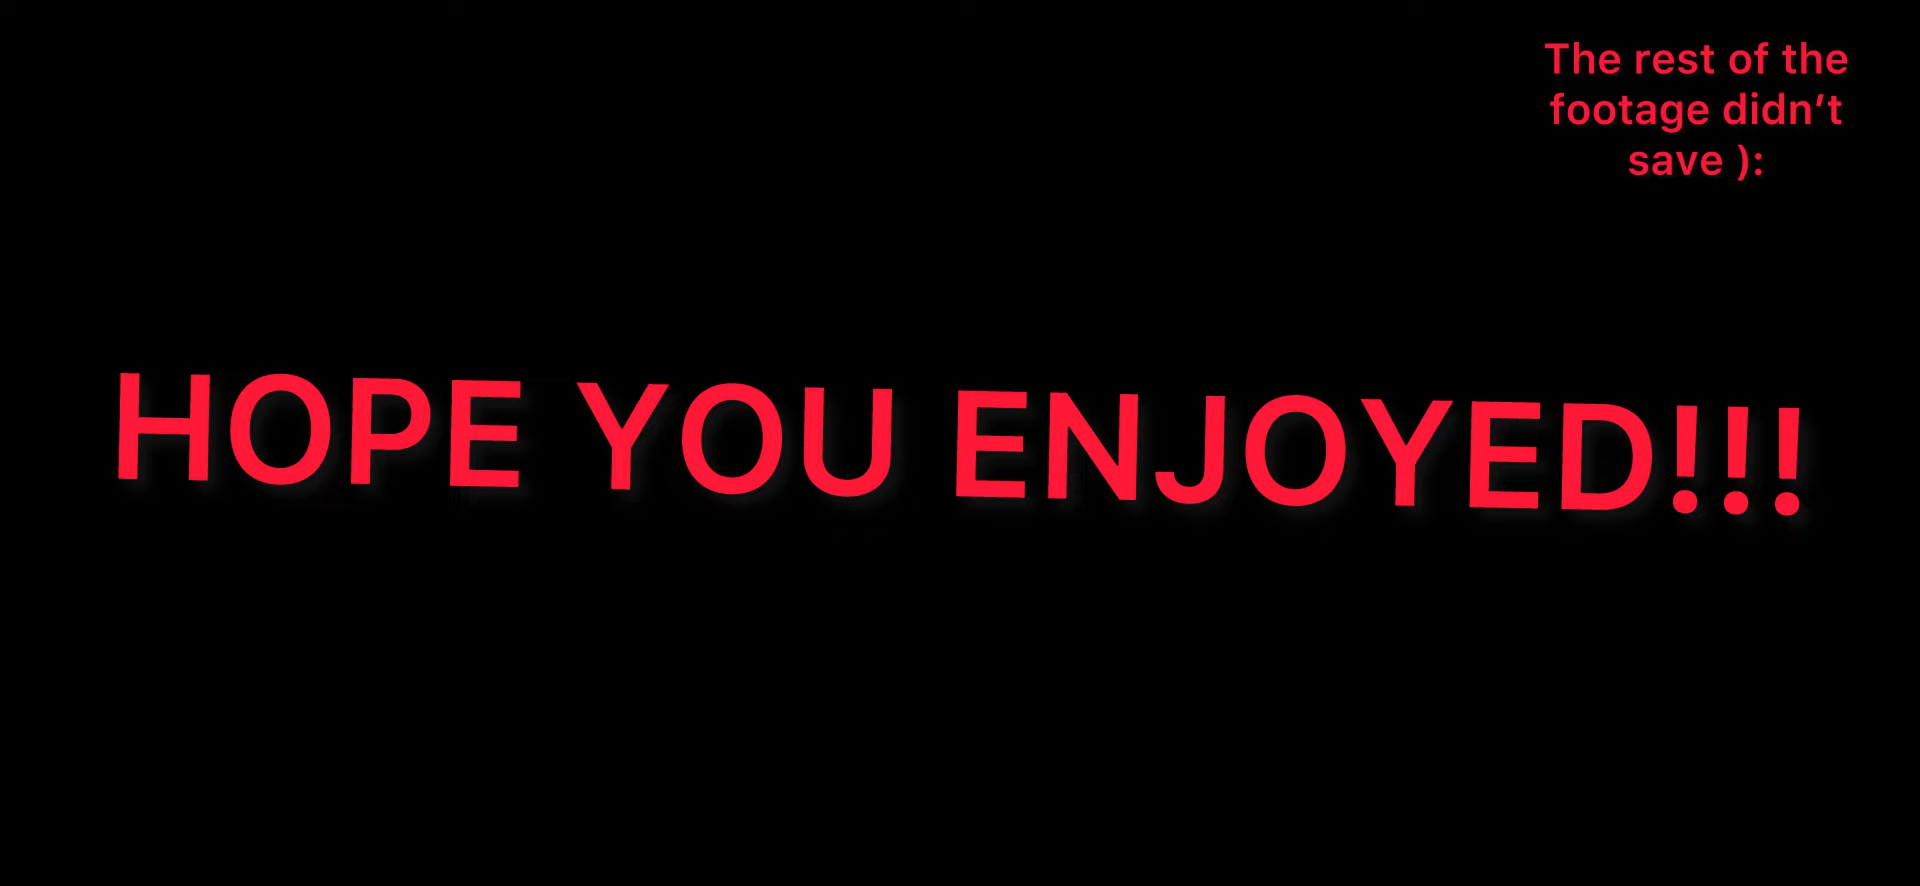 The rest of the
footage didn’t
save ):
HOPE YOU ENJOYED!!!